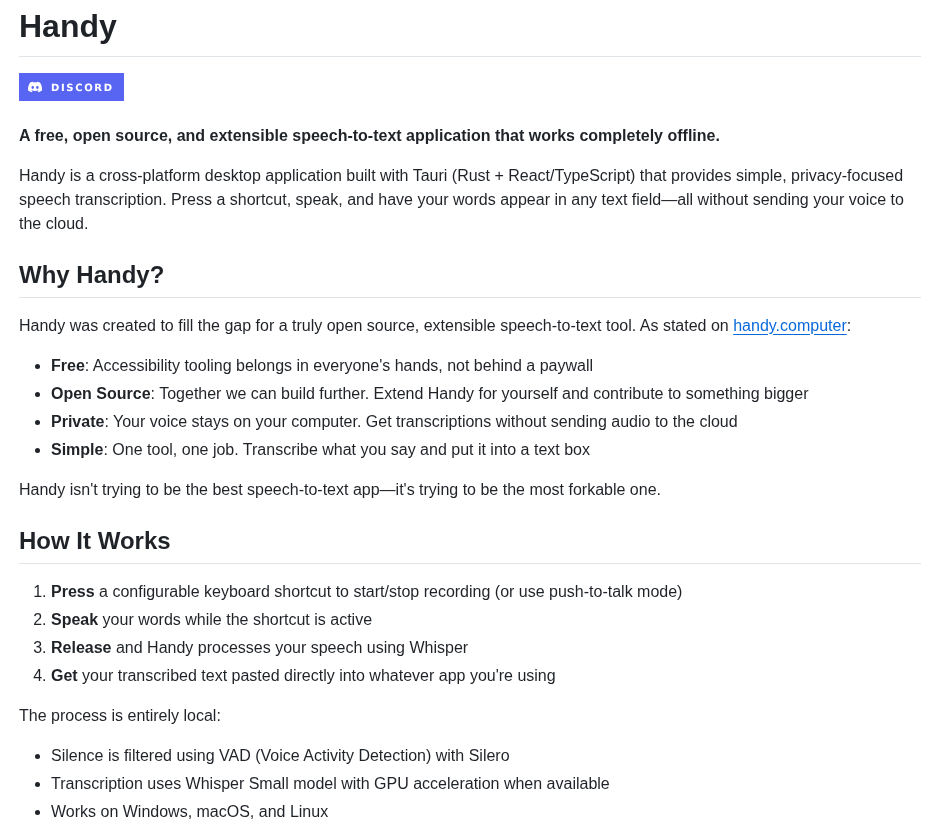 Handy
DISCORD
A free, open source, and extensible speech-to-text application that works completely offline.
Handy is a cross-platform desktop application built with Tauri (Rust + React/TypeScript) that provides simple, privacy-focused
speech transcription. Press a shortcut, speak, and have your words appear in any text field—all without sending your voice to
the cloud.
Why Handy?
Handy was created to fill the gap for a truly open source, extensible speech-to-text tool. As stated on handy.computer:
• Free: Accessibility tooling belongs in everyone's hands, not behind a paywall
• Open Source: Together we can build further. Extend Handy for yourself and contribute to something bigger
• Private: Your voice stays on your computer. Get transcriptions without sending audio to the cloud
• Simple: One tool, one job. Transcribe what you say and put it into a text box
Handy isn't trying to be the best speech-to-text app—it's trying to be the most forkable one.
How It Works
1. Press a configurable keyboard shortcut to start/stop recording (or use push-to-talk mode)
2. Speak your words while the shortcut is active
3. Release and Handy processes your speech using Whisper
4. Get your transcribed text pasted directly into whatever app you're using
The process is entirely local:
• Silence is filtered using VAD (Voice Activity Detection) with Silero
• Transcription uses Whisper Small model with GPU acceleration when available
• Works on Windows, macOS, and Linux